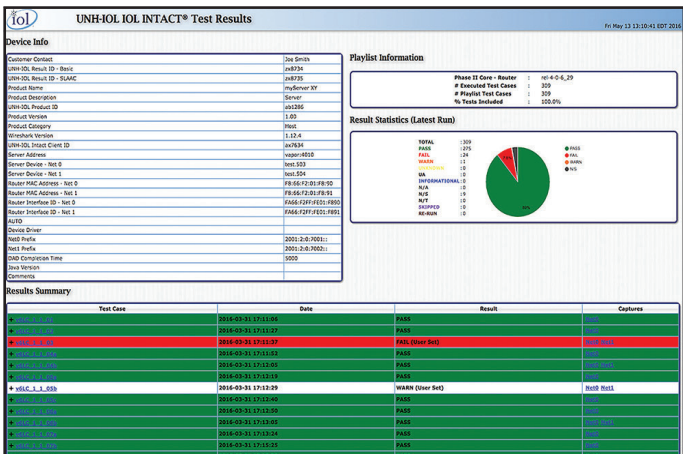 iol
UNH-IOL IOL INTACT® Test Results
Fri May 13 13:10:41 EDT 2016
Device Info
Customer Contact Joe Smith
UNH-IOL Result ID - Basic zx8734
UNH-IOL Result ID - SLAAC zx8735
Product Name myServer XY
Product Description Server
UNH-IOL Product ID ab1286
Product Version 1.00
Product Category Host
Wireshark Version 1.12.4
UNH-IOL Intact Client ID ax7634
Server Address vapor:4010
Server Device - Net 0 test.503
Server Device - Net 1 test.504
Router MAC Address - Net 0 F8:66:F2:01:F8:90
Router MAC Address - Net 1 F8:66:F2:01:F8:91
Router Interface ID - Net 0 FA66:F2FF:FE01:F890
Router Interface ID - Net 1 FA66:F2FF:FE01:F891
AUTO
Device Driver
Net0 Prefix 2001:2:0:7001::
Net1 Prefix 2001:2:0:7002::
DAD Completion Time 5000
Java Version
Comments
Playlist Information
Phase II Core - Router : rel-4-0-6_29
# Executed Test Cases : 309
# Playlist Test Cases : 309
% Tests Included : 100.0%
Result Statistics (Latest Run)
TOTAL :309
PASS :275
FAIL :24
WARN :1
:0
UA :0
INFORMATIONAL:0
N/A :0
N/S :9
N/T :0
SKIPPED :0
RE-RUN :0
PASS
FAIL
WARN
N/S
Results Summary
Test Case Date Result Captures
+ 2016-03-31 17:11:06 PASS
+ 2016-03-31 17:11:27 PASS
+ 2016-03-31 17:11:37 FAIL (User Set)
+ 2016-03-31 17:11:52 PASS
+ 2016-03-31 17:12:05 PASS
+ 2016-03-31 17:12:19 PASS
+ v6LC_1_1_05b 2016-03-31 17:12:29 WARN (User Set) Net0 Net1
+ 2016-03-31 17:12:40 PASS
+ 2016-03-31 17:12:50 PASS
+ 2016-03-31 17:13:05 PASS
+ 2016-03-31 17:13:24 PASS
+ 2016-03-31 17:15:25 PASS